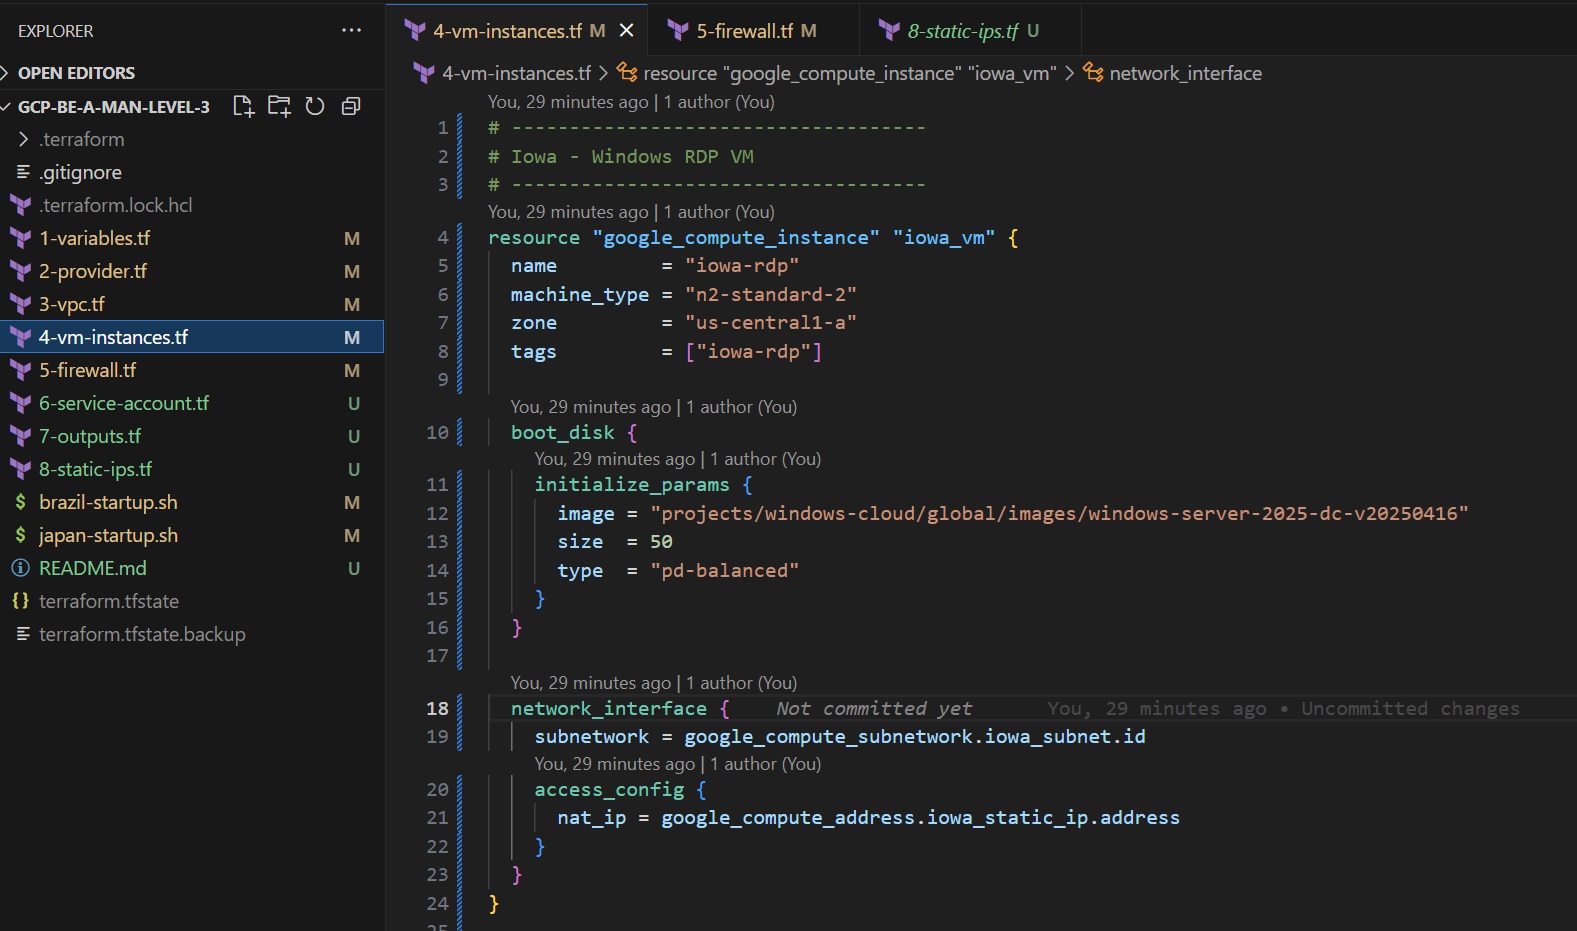 EXPLORER
OPEN EDITORS
GCP-BE-A-MAN-LEVEL-3
.terraform
.gitignore
.terraform.lock.hcl
1-variables.tf M
2-provider.tf M
3-vpc.tf M
4-vm-instances.tf M
5-firewall.tf M
6-service-account.tf U
7-outputs.tf U
8-static-ips.tf U
$ brazil-startup.sh M
$ japan-startup.sh M
README.md U
{} terraform.tfstate
terraform.tfstate.backup
4-vm-instances.tf M
5-firewall.tf M
8-static-ips.tf U
4-vm-instances.tf > resource "google_compute_instance" "iowa_vm" > network_interface
You, 29 minutes ago | 1 author (You)
1 # ------------------------------------
2 # Iowa - Windows RDP VM
3 # ------------------------------------
You, 29 minutes ago | 1 author (You)
4 resource "google_compute_instance" "iowa_vm" {
5 name         = "iowa-rdp"
6 machine_type = "n2-standard-2"
7 zone         = "us-central1-a"
8 tags         = ["iowa-rdp"]
9
You, 29 minutes ago | 1 author (You)
10 boot_disk {
You, 29 minutes ago | 1 author (You)
11 initialize_params {
12 image = "projects/windows-cloud/global/images/windows-server-2025-dc-v20250416"
13 size  = 50
14 type  = "pd-balanced"
15 }
16 }
17
You, 29 minutes ago | 1 author (You)
18 network_interface { Not committed yet You, 29 minutes ago • Uncommitted changes
19 subnetwork = google_compute_subnetwork.iowa_subnet.id
You, 29 minutes ago | 1 author (You)
20 access_config {
21 nat_ip = google_compute_address.iowa_static_ip.address
22 }
23 }
24 }
25